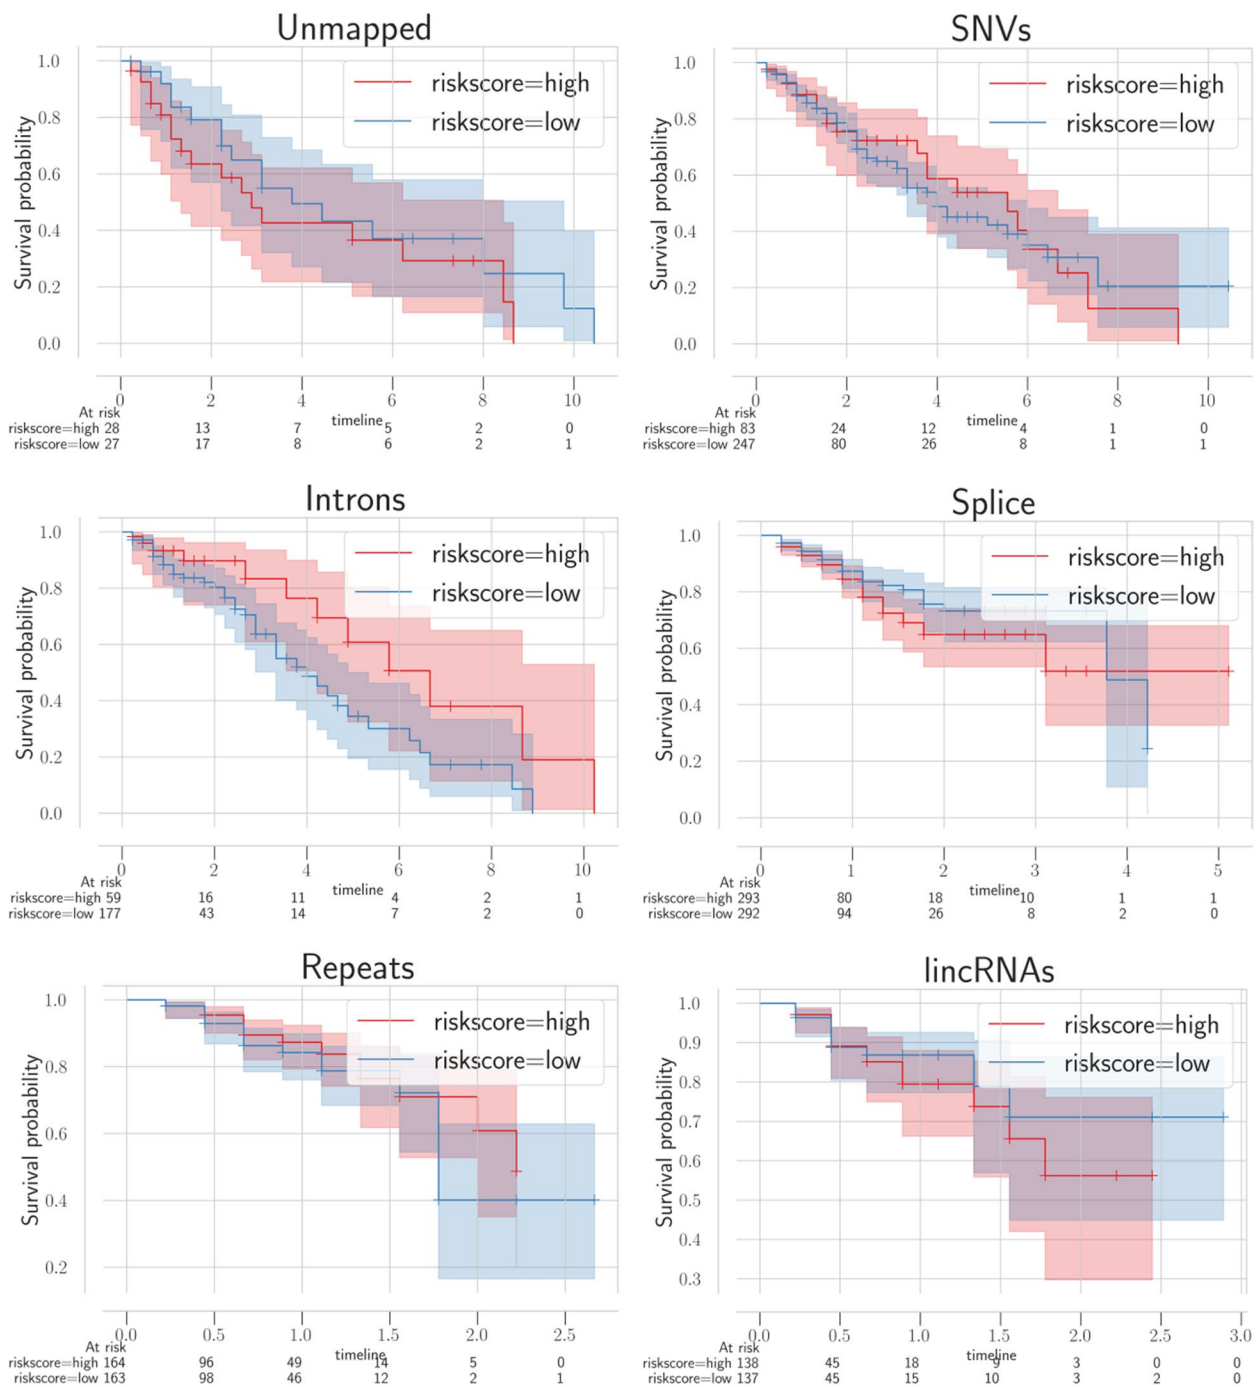 Unmapped
1.0
0.8
0.6
0.4
0.2
0.0
Survival probability
riskscore=high
riskscore=low
0 2 4 6 8 10
timeline
At risk
riskscore=high 28 13 7 5 2 0
riskscore=low 27 17 8 6 2 1
SNVs
1.0
0.8
0.6
0.4
0.2
0.0
Survival probability
riskscore=high
riskscore=low
0 2 4 6 8 10
timeline
At risk
riskscore=high 83 24 12 4 1 0
riskscore=low 247 80 26 8 1 1
Introns
1.0
0.8
0.6
0.4
0.2
0.0
Survival probability
riskscore=high
riskscore=low
0 2 4 6 8 10
timeline
At risk
riskscore=high 59 16 11 4 2 1
riskscore=low 177 43 14 7 2 0
Splice
1.0
0.8
0.6
0.4
0.2
0.0
Survival probability
riskscore=high
riskscore=low
0 1 2 3 4 5
timeline
At risk
riskscore=high 293 80 18 10 1 1
riskscore=low 292 94 26 8 2 0
Repeats
1.0
0.8
0.6
0.4
0.2
Survival probability
riskscore=high
riskscore=low
0.0 0.5 1.0 1.5 2.0 2.5
timeline
At risk
riskscore=high 164 96 49 14 5 0
riskscore=low 163 98 46 12 2 1
lincRNAs
1.0
0.9
0.8
0.7
0.6
0.5
0.4
0.3
Survival probability
riskscore=high
riskscore=low
0.0 0.5 1.0 1.5 2.0 2.5 3.0
timeline
At risk
riskscore=high 138 45 18 9 3 0 0
riskscore=low 137 45 15 10 3 2 0